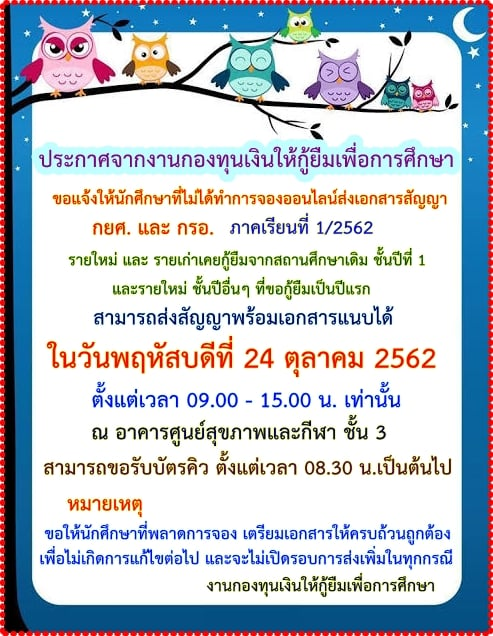 ประกาศจากงานกองทุนเงินให้กู้ยืมเพื่อการศึกษา
ขอแจ้งให้นักศึกษาที่ไม่ได้ทำการจองออนไลน์ส่งเอกสารสัญญา
กยศ. และ กรอ. ภาคเรียนที่ 1/2562
รายใหม่ และ รายเก่าเคยกู้ยืมจากสถานศึกษาเดิม ชั้นปีที่ 1
และรายใหม่ ชั้นปีอื่นๆ ที่ขอกู้ยืมเป็นปีแรก
สามารถส่งสัญญาพร้อมเอกสารแนบได้
ในวันพฤหัสบดีที่ 24 ตุลาคม 2562
ตั้งแต่เวลา 09.00 - 15.00 น. เท่านั้น
ณ อาคารศูนย์สุขภาพและกีฬา ชั้น 3
สามารถขอรับบัตรคิว ตั้งแต่เวลา 08.30 น.เป็นต้นไป
หมายเหตุ
ขอให้นักศึกษาที่พลาดการจอง เตรียมเอกสารให้ครบถ้วนถูกต้อง
เพื่อไม่เกิดการแก้ไขต่อไป และจะไม่เปิดรอบการส่งเพิ่มในทุกกรณี
งานกองทุนเงินให้กู้ยืมเพื่อการศึกษา